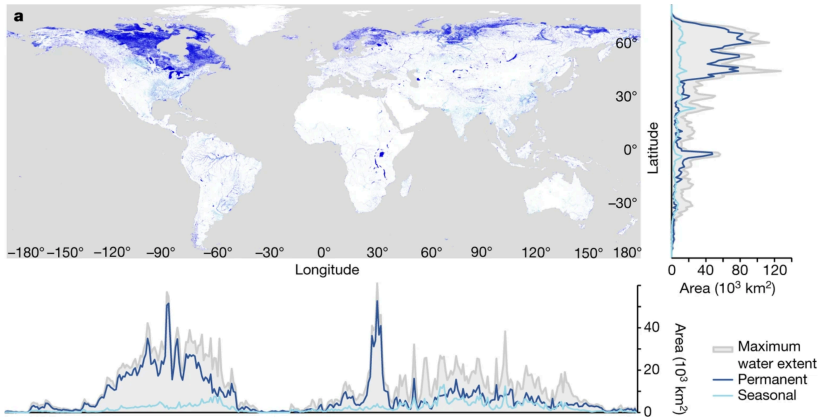 a
60°
30°
0°
−30°
Latitude
−180° −150° −120° −90° −60° −30° 0° 30° 60° 90° 120° 150° 180°
Longitude
0 40 80 120
Area (10³ km²)
40
20
0
Area (10³ km²)
Maximum
water extent
Permanent
Seasonal